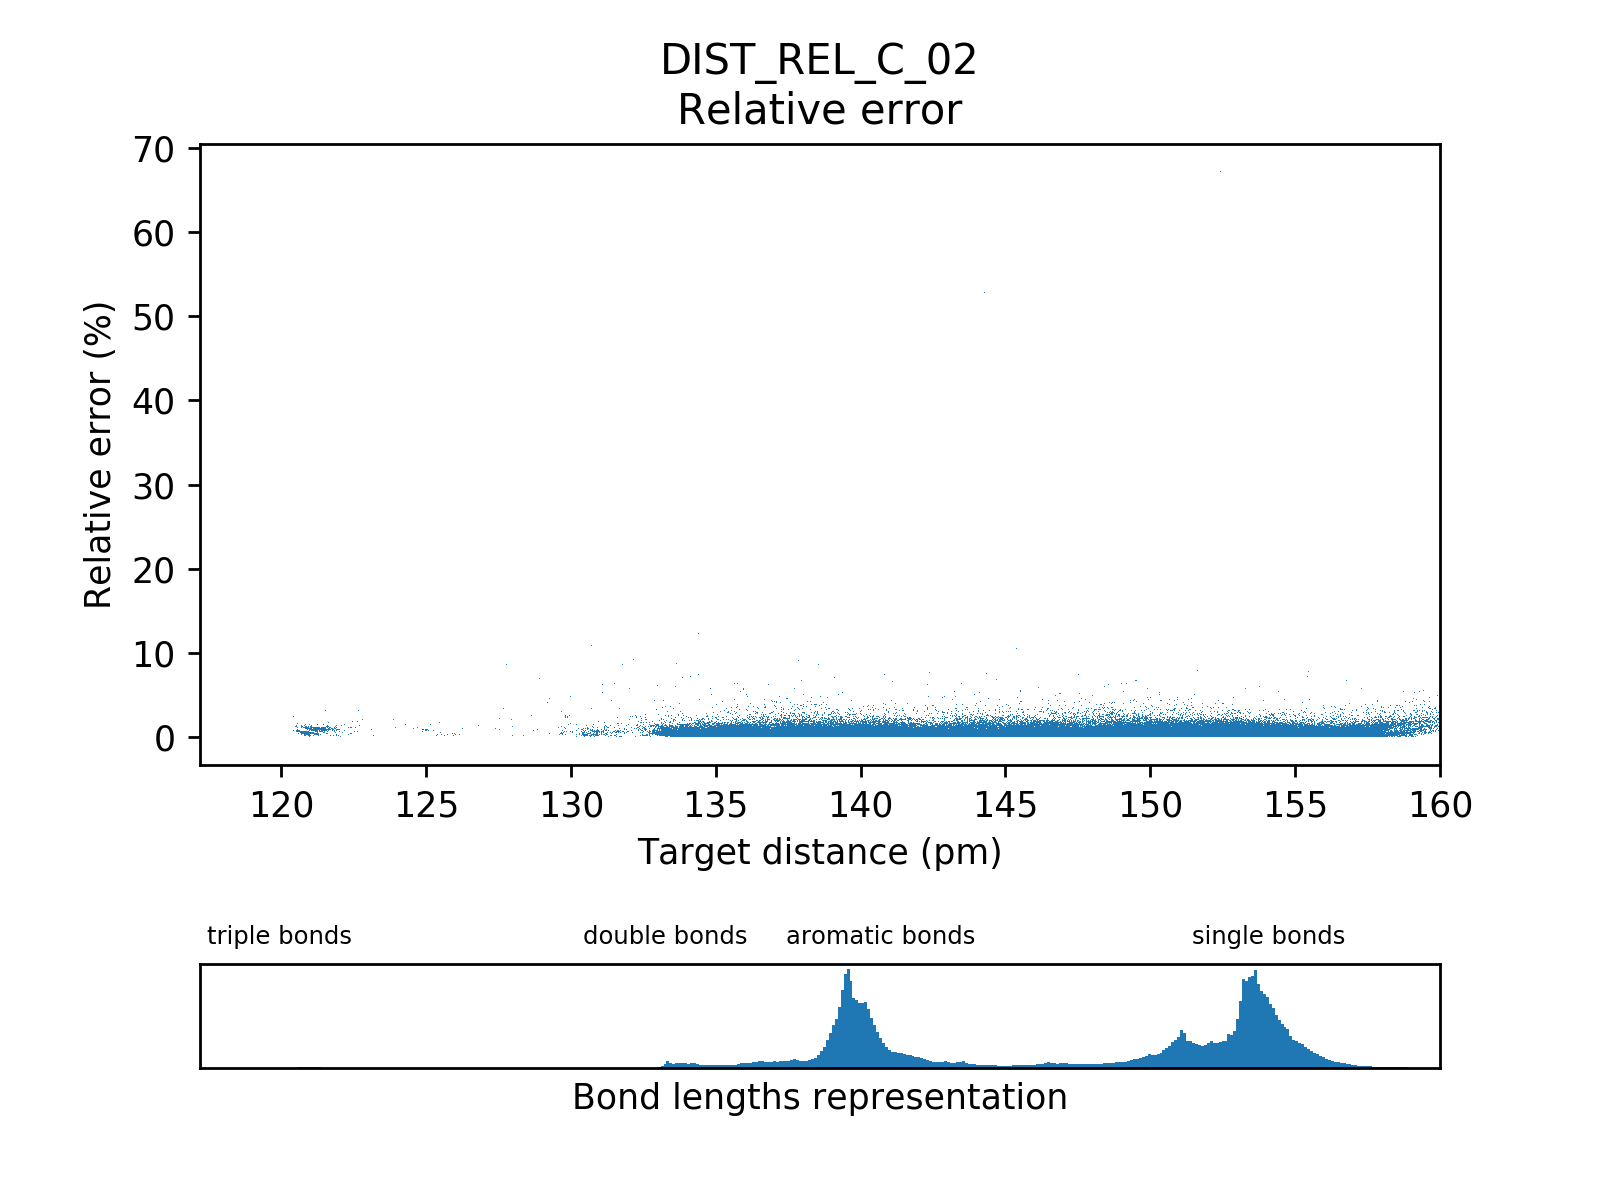 DIST_REL_C_02
Relative error
70
60
50
40
30
20
10
0
Relative error (%)
120 125 130 135 140 145 150 155 160
Target distance (pm)
triple bonds double bonds aromatic bonds single bonds
Bond lengths representation